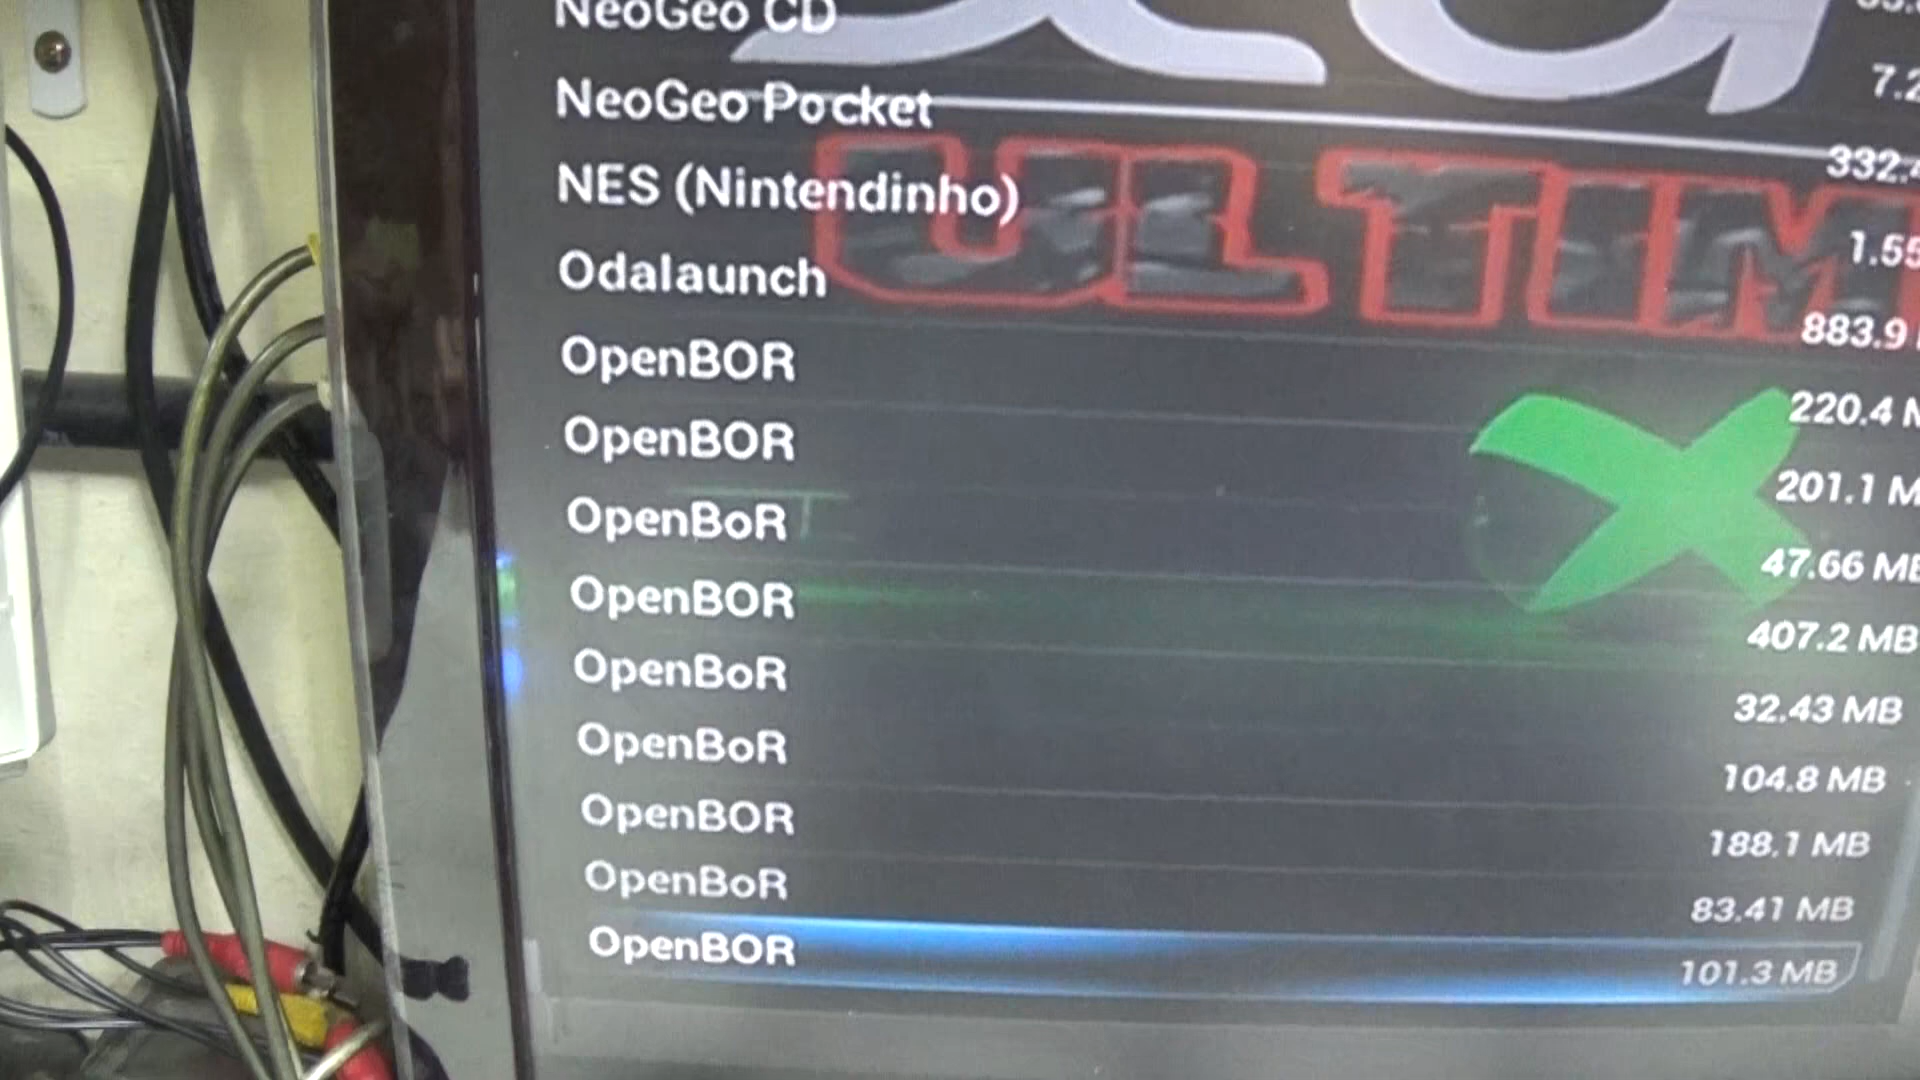 NeoGeo CD
NeoGeo Pocket
NES (Nintendinho)
332.
Odalaunch
1.55
OpenBOR
883.9
OpenBOR
220.4 M
OpenBoR
201.1 M
OpenBOR
47.66 MB
OpenBoR
407.2 MB
OpenBoR
32.43 MB
OpenBOR
104.8 MB
OpenBoR
188.1 MB
OpenBOR
83.41 MB
101.3 MB
ULTIM